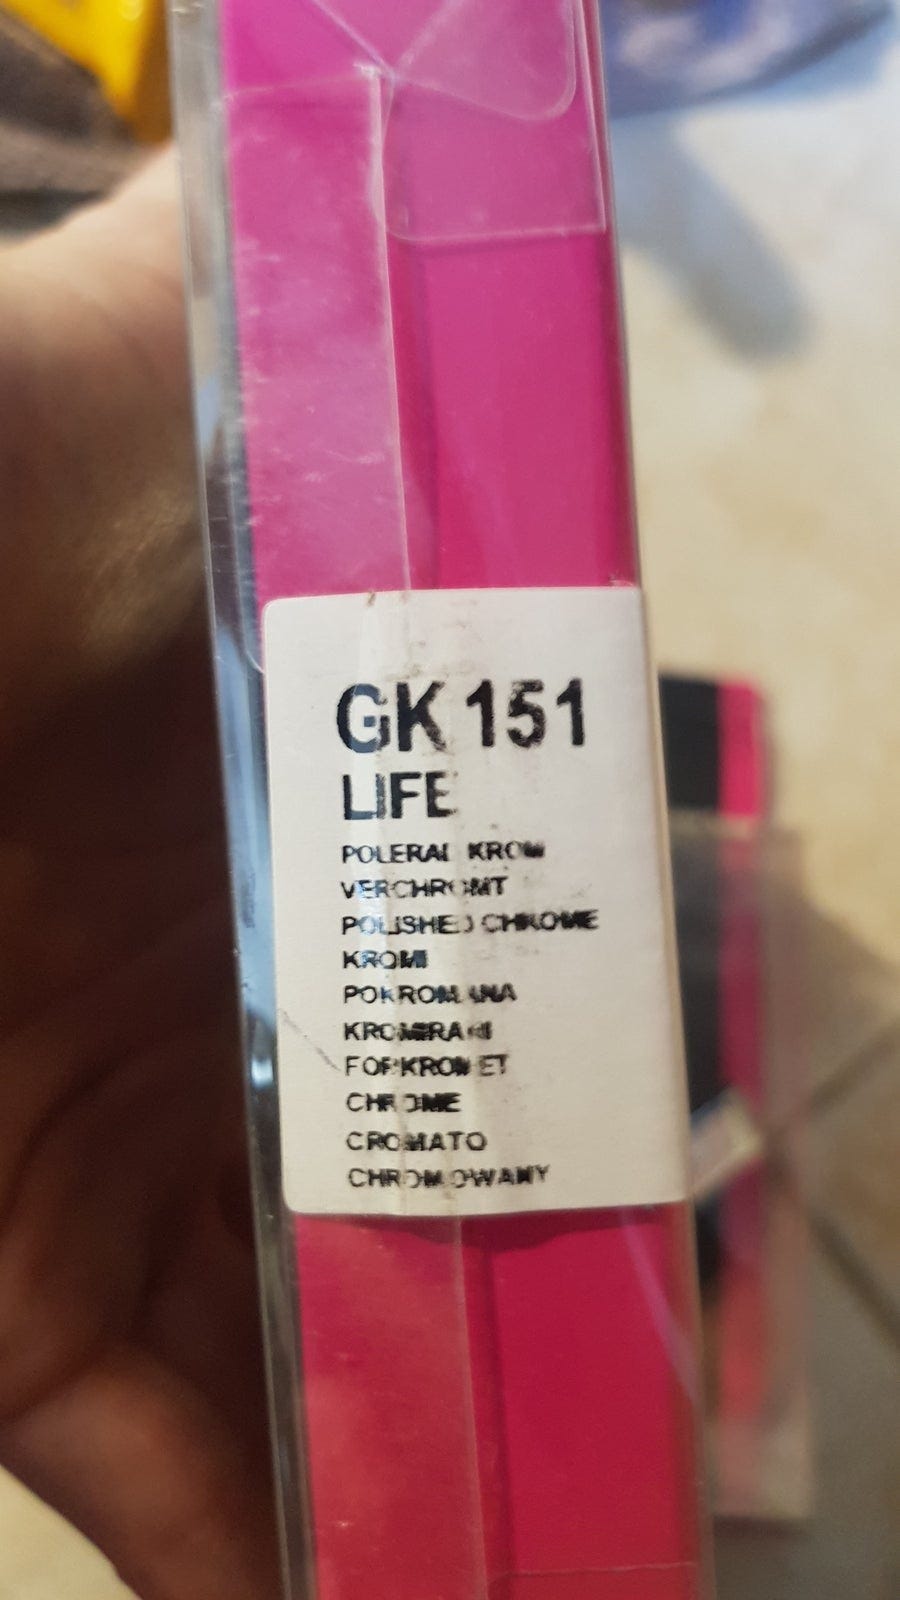 GK 151
LIFE
POLERAD KROM
VERCHROMT
POLISHED CHROME
KROMI
POKROMANA
KROMIRANI
FORKROMET
CHROME
CROMATO
CHROMOWANY